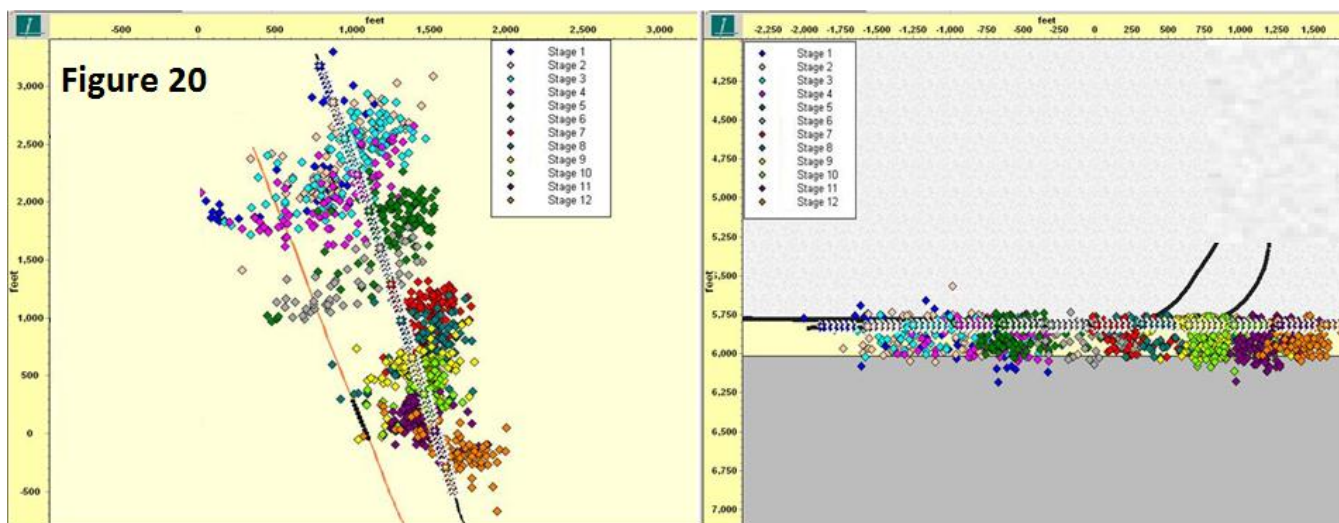 feet
-500 0 500 1,000 1,500 2,000 3,000
Figure 20
feet
3,000
2,500
2,000
1,500
1,000
500
0
-500
Stage 1
Stage 2
Stage 3
Stage 4
Stage 5
Stage 6
Stage 7
Stage 8
Stage 9
Stage 10
Stage 11
Stage 12
feet
-2,250 -2,000 -1,750 -1,500 -1,250 -1,000 -750 -500 -250 0 250 500 750 1,000 1,250 1,500
feet
4,250
4,500
4,750
5,000
5,250
5,500
5,750
6,000
6,250
6,500
6,750
7,000
Stage 1
Stage 2
Stage 3
Stage 4
Stage 5
Stage 6
Stage 7
Stage 8
Stage 9
Stage 10
Stage 11
Stage 12